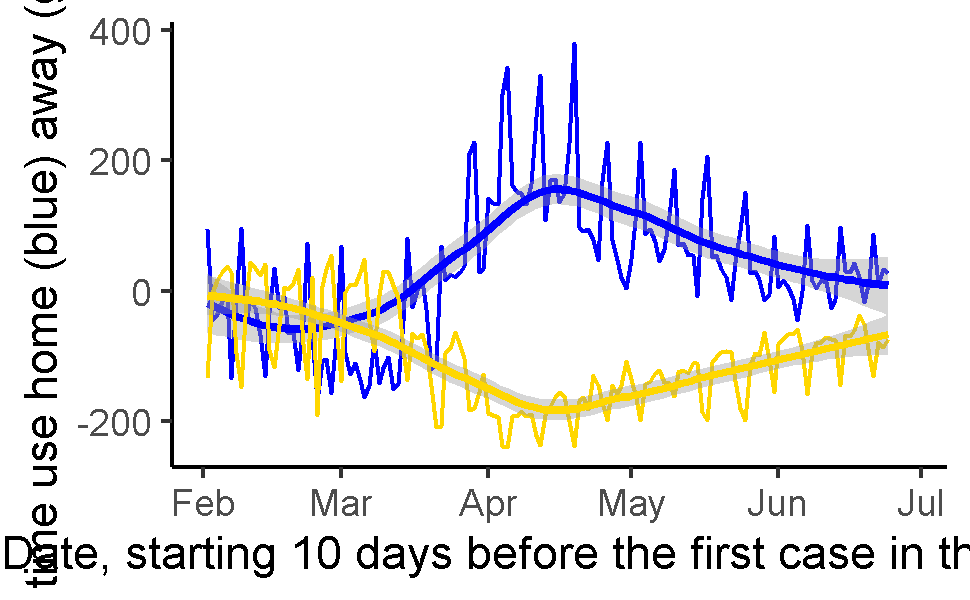 400
200
0
-200
time use home (blue) away (
Feb Mar Apr May Jun Jul
Date, starting 10 days before the first case in th